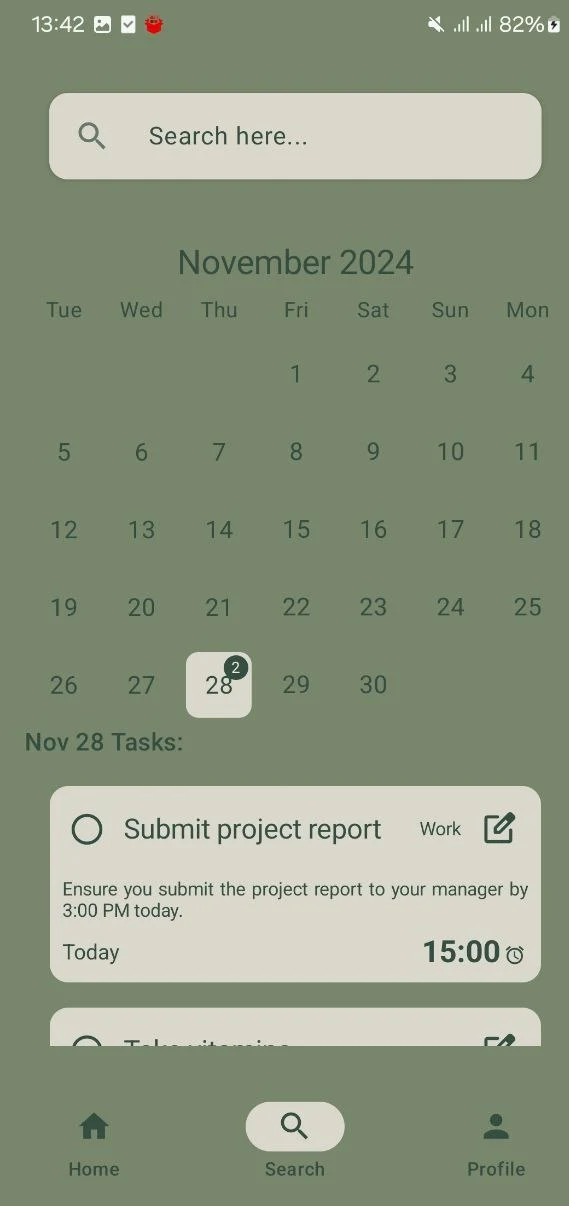 13:42 82%
Search here...
November 2024
Tue Wed Thu Fri Sat Sun Mon
1 2 3 4
5 6 7 8 9 10 11
12 13 14 15 16 17 18
19 20 21 22 23 24 25
2
26 27 28 29 30
Nov 28 Tasks:
Submit project report Work
Ensure you submit the project report to your manager by
3:00 PM today.
Today 15:00
Take vitamins
Home Search Profile